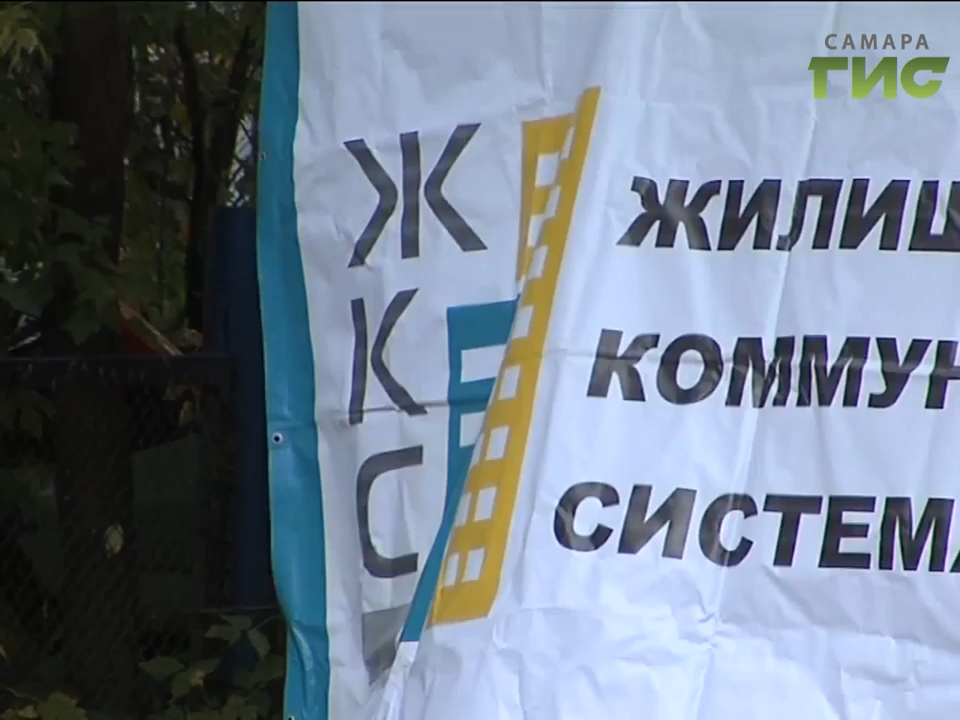 САМАРА
ГИС
Ж
К
С
ЖИЛИЩ
КОММУН
СИСТЕМА